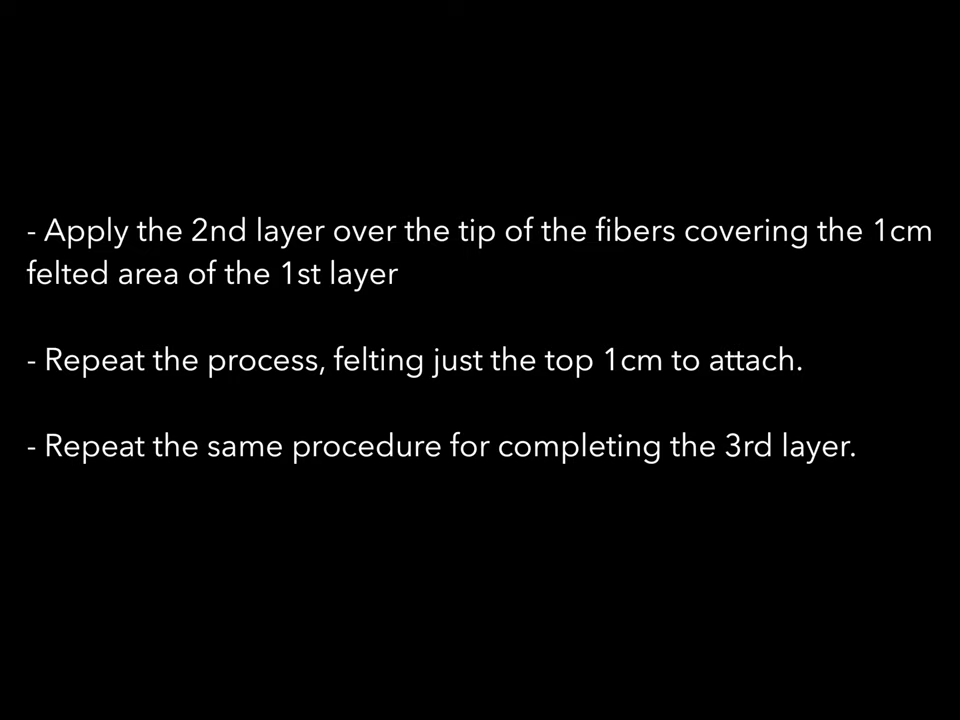 - Apply the 2nd layer over the tip of the fibers covering the 1cm
felted area of the 1st layer
- Repeat the process, felting just the top 1cm to attach.
- Repeat the same procedure for completing the 3rd layer.